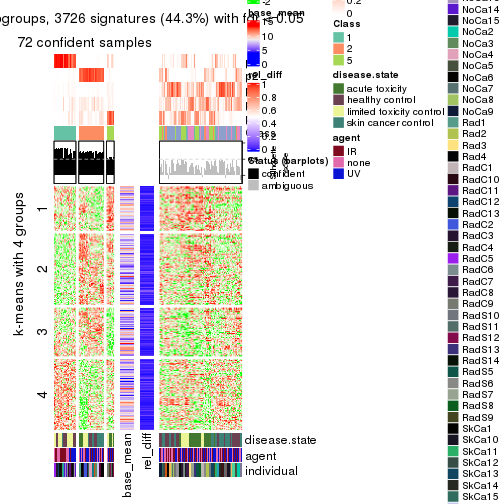 ogroups, 3726 signatures (44.3%) with
72 confident samples
k-means with 4 groups
1
2
3
4
base_mean
rel_diff
disease.state
agent
individual
base_mean
15
10
5
0
rel_diff
1
0.8
0.6
0.4
0.2
0
Status (barplots)
confident
ambiguous
0.2
0
Class
1
2
5
disease.state
acute toxicity
healthy control
limited toxicity control
skin cancer control
agent
IR
none
UV
NoCa14
NoCa15
NoCa2
NoCa3
NoCa4
NoCa5
NoCa6
NoCa7
NoCa8
NoCa9
Rad1
Rad2
Rad3
Rad4
RadC1
RadC10
RadC11
RadC12
RadC13
RadC2
RadC3
RadC4
RadC5
RadC6
RadC7
RadC8
RadC9
RadS10
RadS11
RadS12
RadS13
RadS14
RadS5
RadS6
RadS7
RadS8
RadS9
SkCa1
SkCa10
SkCa11
SkCa12
SkCa13
SkCa14
SkCa15